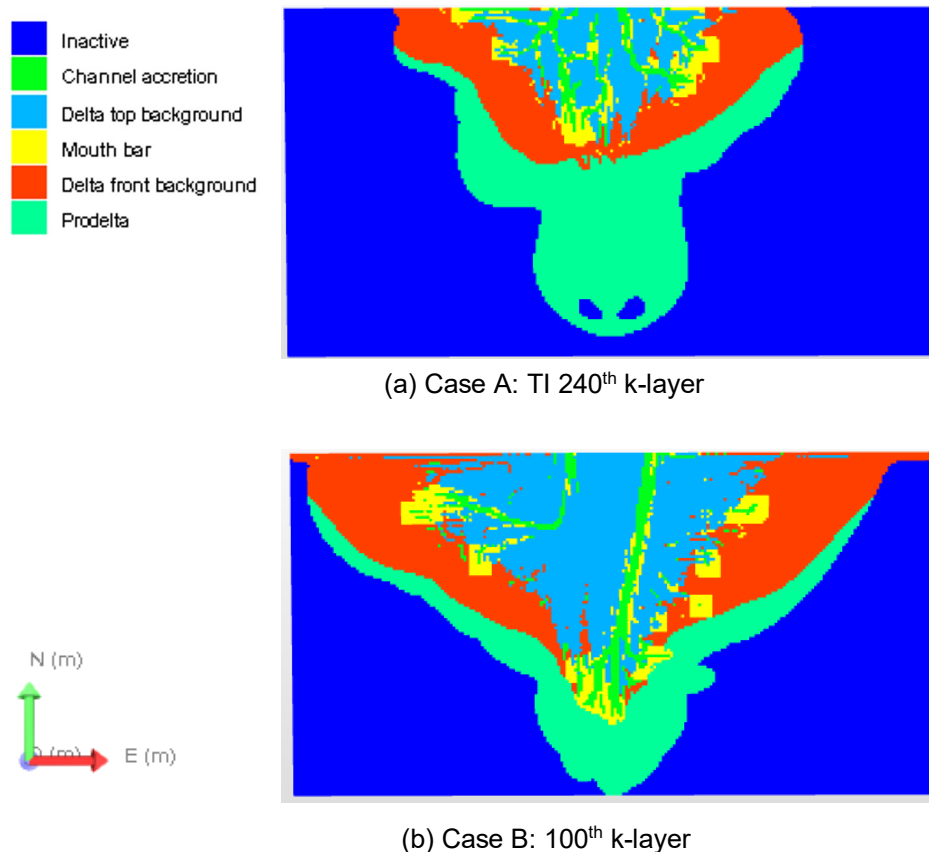 Inactive
Channel accretion
Delta top background
Mouth bar
Delta front background
Prodelta
(a) Case A: TI 240th k-layer
N (m)
E (m)
(b) Case B: 100th k-layer